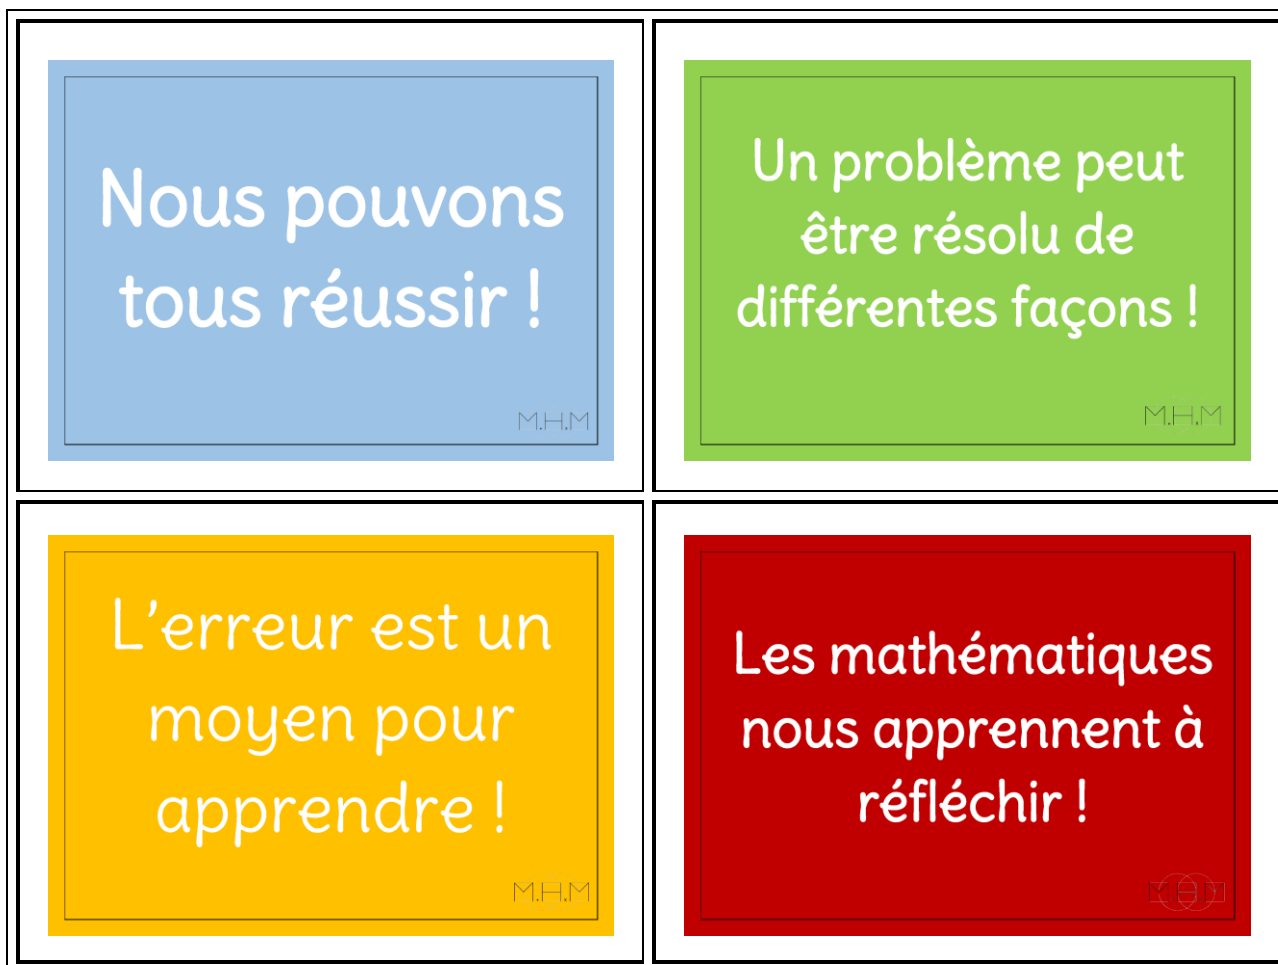 Nous pouvons
tous réussir !
M.H.M
Un problème peut
être résolu de
différentes façons !
M.H.M
L'erreur est un
moyen pour
apprendre !
M.H.M
Les mathématiques
nous apprennent à
réfléchir !
M.H.M